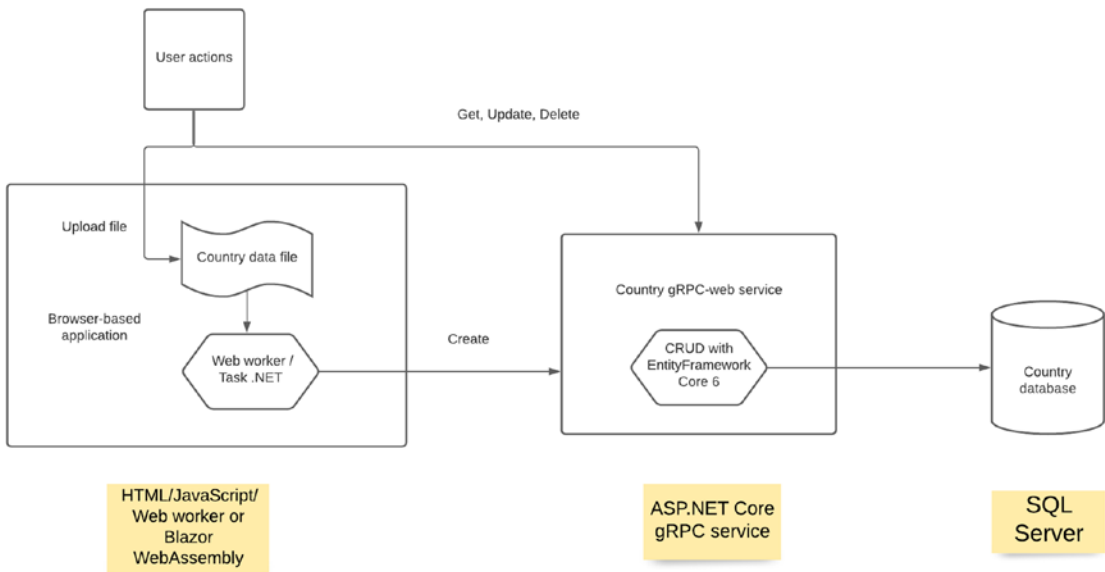 User actions
Get, Update, Delete
Upload file
Country data file
Country gRPC-web service
Browser-based
application
Web worker /
Task .NET
Create
CRUD with
EntityFramework
Core 6
Country
database
HTML/JavaScript/
Web worker or
Blazor
WebAssembly
ASP.NET Core
gRPC service
SQL
Server